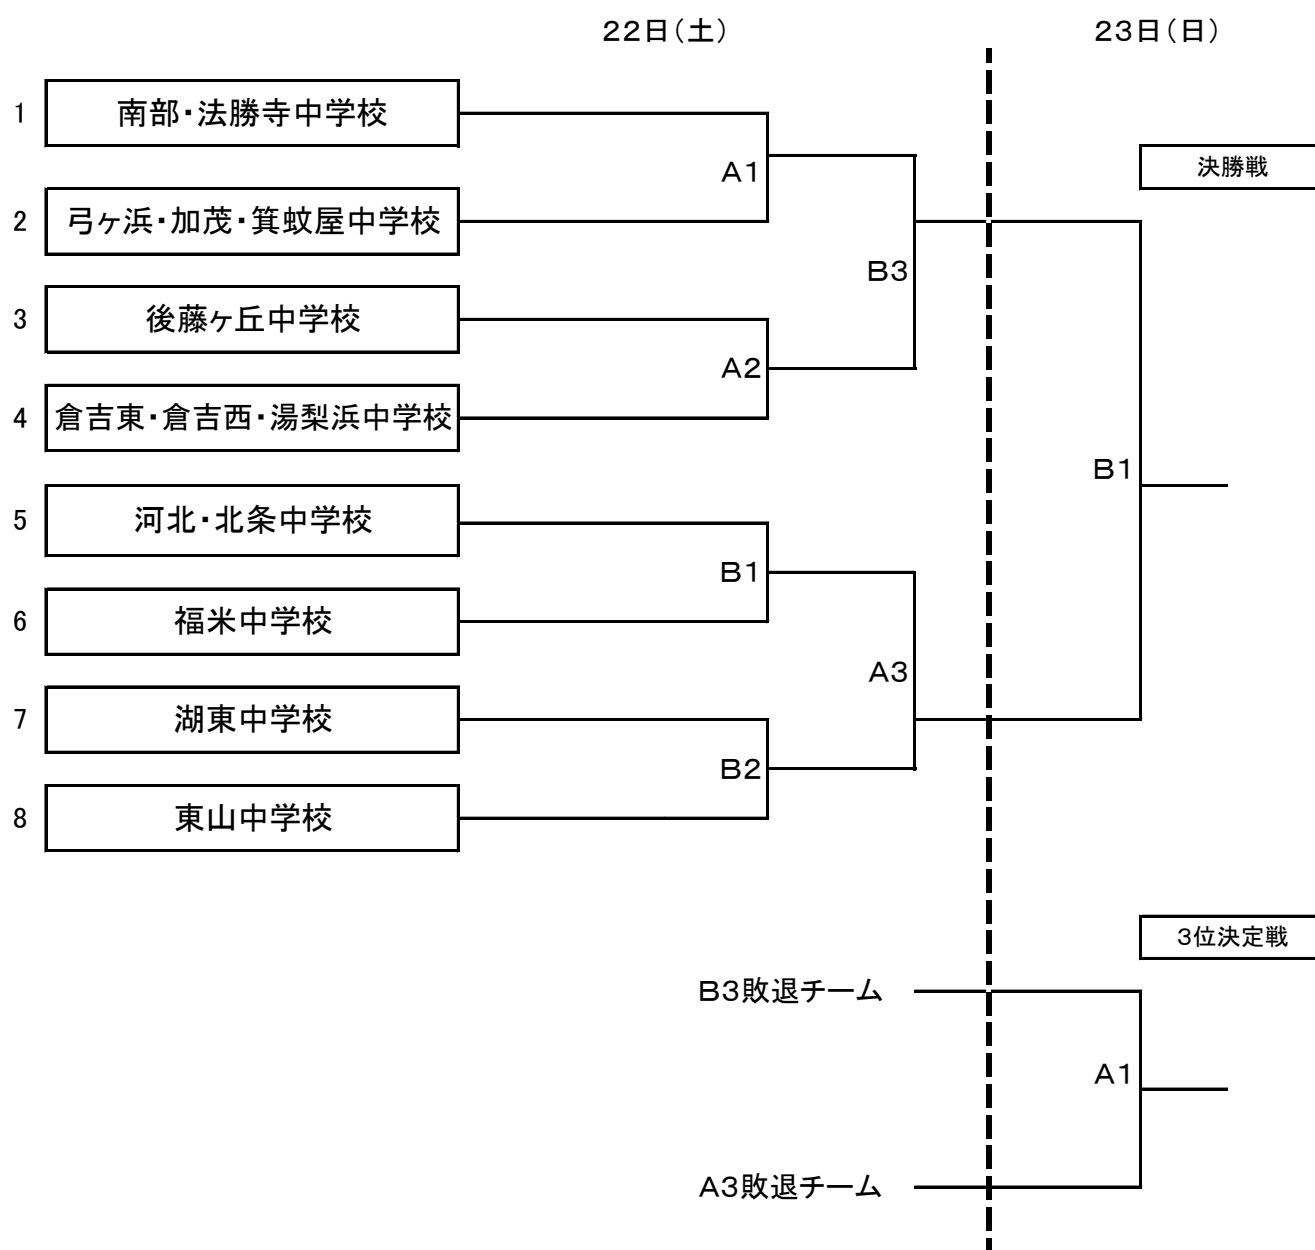 22日(土)
23日(日)
1 南部・法勝寺中学校
決勝戦
A1
2 弓ヶ浜・加茂・箕蚊屋中学校
B3
3 後藤ヶ丘中学校
A2
4 倉吉東・倉吉西・湯梨浜中学校
B1
5 河北・北条中学校
B1
6 福米中学校
A3
7 湖東中学校
B2
8 東山中学校
3位決定戦
B3敗退チーム
A1
A3敗退チーム